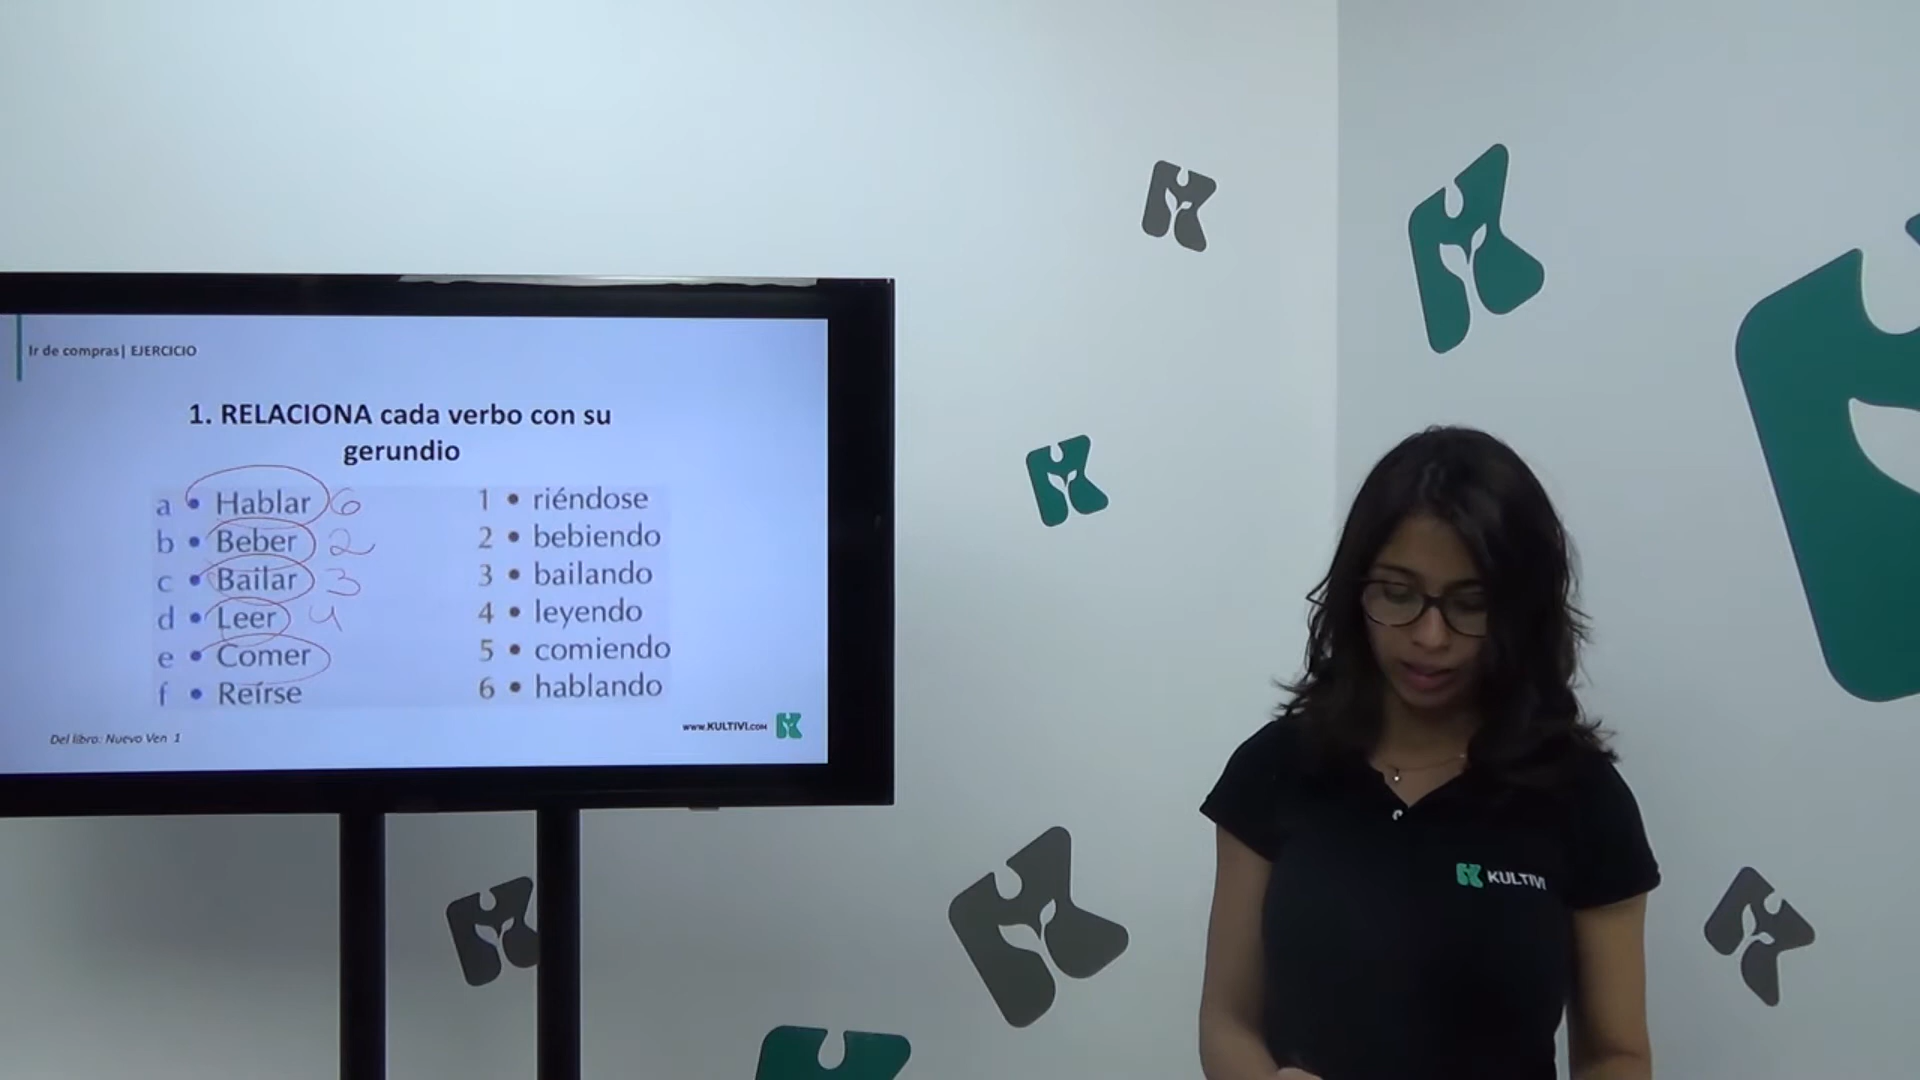 Ir de compras| EJERCICIO
1. RELACIONA cada verbo con su
gerundio
a • Hablar 6
b • Beber 2
c • Bailar 3
d • Leer 4
e • Comer
f • Reírse
1 • riéndose
2 • bebiendo
3 • bailando
4 • leyendo
5 • comiendo
6 • hablando
Del libro: Nuevo Ven 1
www.KULTIVI.com
KULTIVI